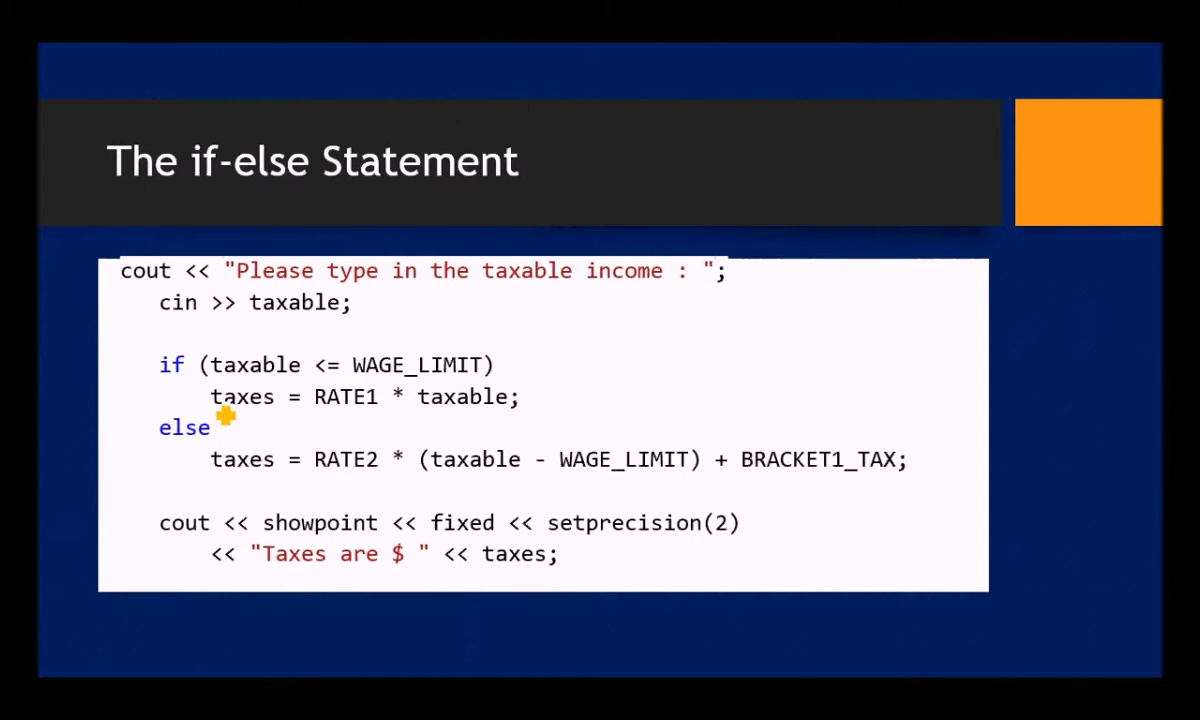 The if-else Statement
cout << "Please type in the taxable income : ";
cin >> taxable;
if (taxable <= WAGE_LIMIT)
taxes = RATE1 * taxable;
else
taxes = RATE2 * (taxable - WAGE_LIMIT) + BRACKET1_TAX;
cout << showpoint << fixed << setprecision(2)
<< "Taxes are $ " << taxes;